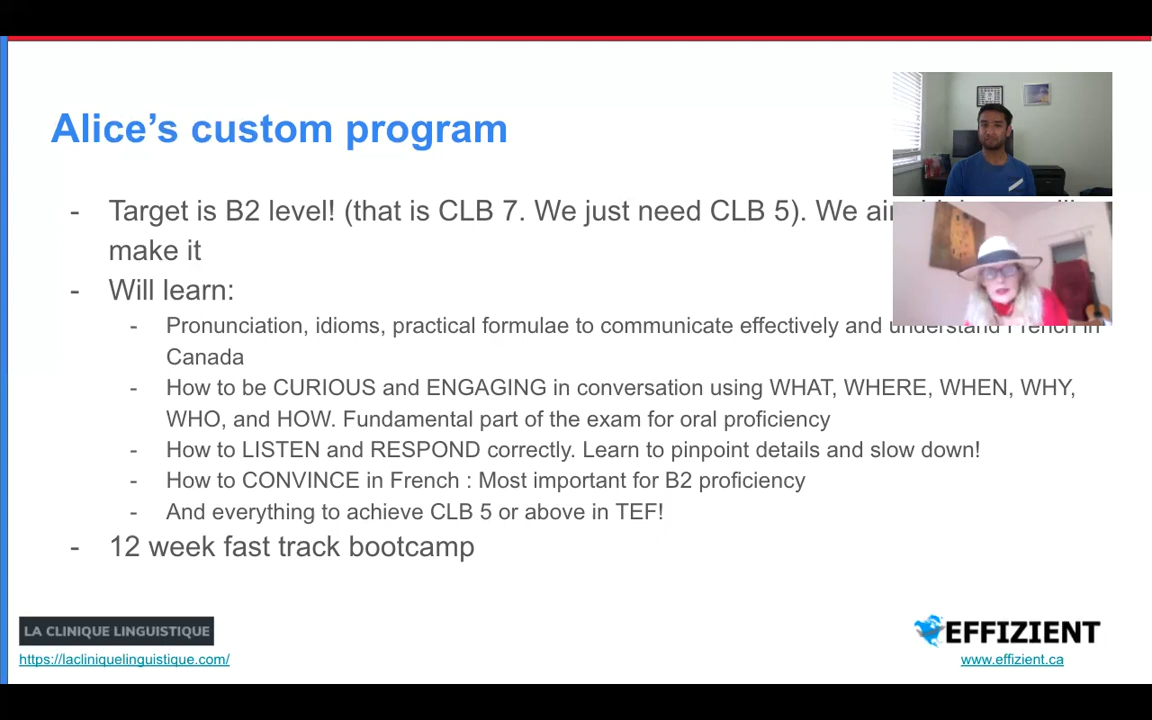 Alice's custom program
- Target is B2 level! (that is CLB 7. We just need CLB 5). We
make it
- Will learn:
- Pronunciation, idioms, practical formulae to communicate effectively and understand French in
Canada
- How to be CURIOUS and ENGAGING in conversation using WHAT, WHERE, WHEN, WHY,
WHO, and HOW. Fundamental part of the exam for oral proficiency
- How to LISTEN and RESPOND correctly. Learn to pinpoint details and slow down!
- How to CONVINCE in French : Most important for B2 proficiency
- And everything to achieve CLB 5 or above in TEF!
- 12 week fast track bootcamp
LA CLINIQUE LINGUISTIQUE
https://lacliniquelinguistique.com/
EFFIZIENT
www.effizient.ca